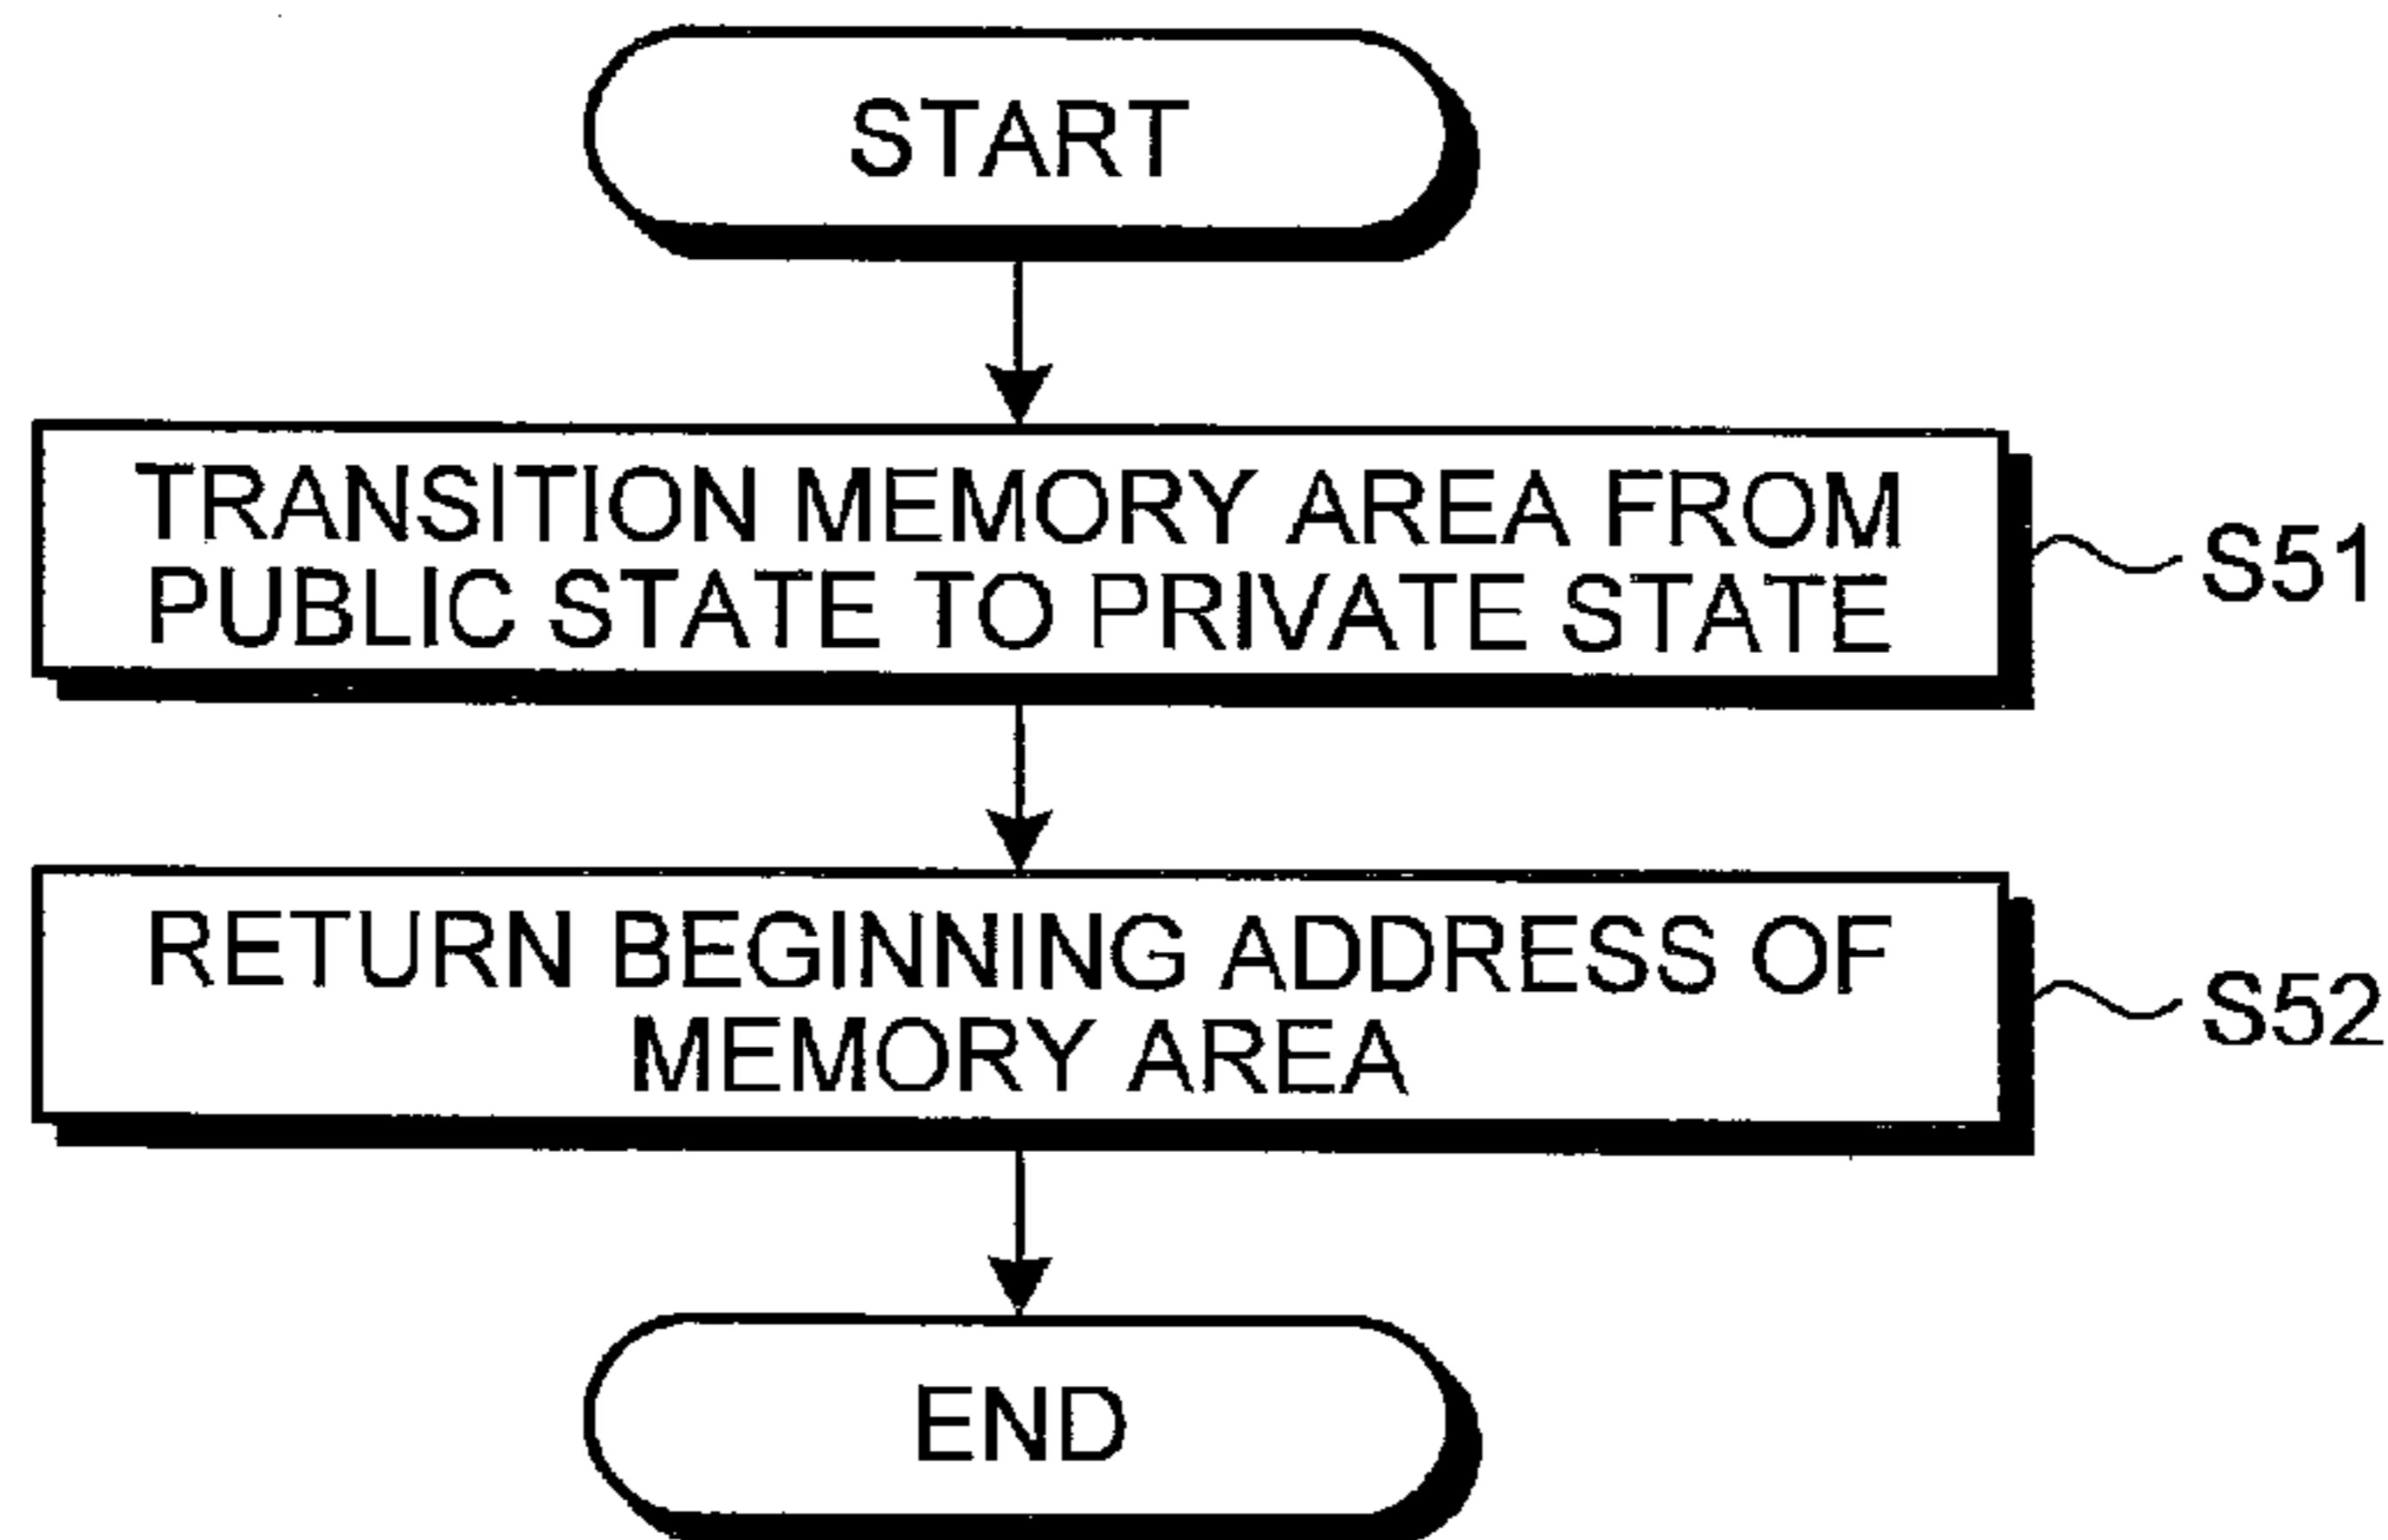 START
TRANSITION MEMORY AREA FROM
PUBLIC STATE TO PRIVATE STATE
S51
RETURN BEGINNING ADDRESS OF
MEMORY AREA
S52
END